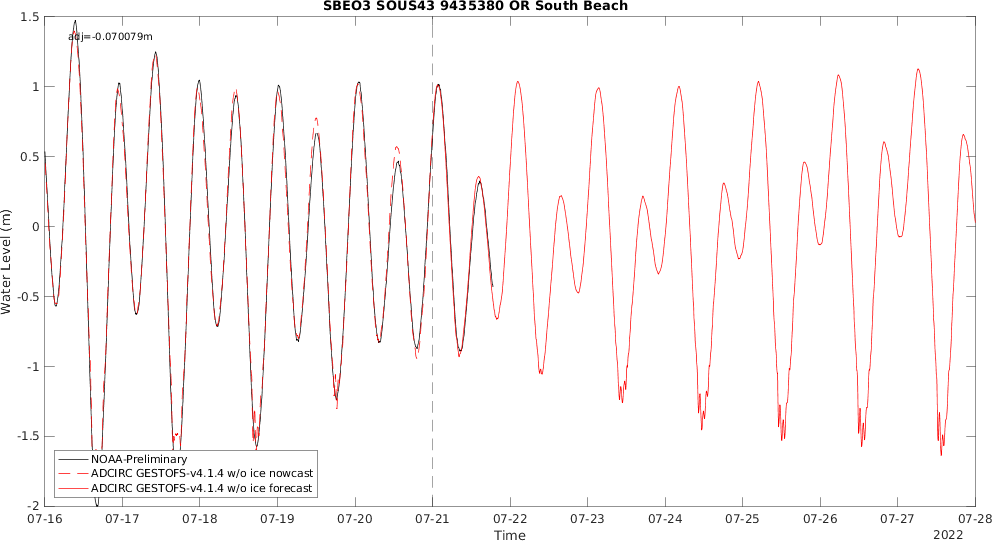 SBEO3 SOUS43 9435380 OR South Beach
adj=-0.070079m
Water Level (m)
1.5
1
0.5
0
-0.5
-1
-1.5
-2
NOAA-Preliminary
ADCIRC GESTOFS-v4.1.4 w/o ice nowcast
ADCIRC GESTOFS-v4.1.4 w/o ice forecast
07-16 07-17 07-18 07-19 07-20 07-21 07-22 07-23 07-24 07-25 07-26 07-27 07-28
Time
2022